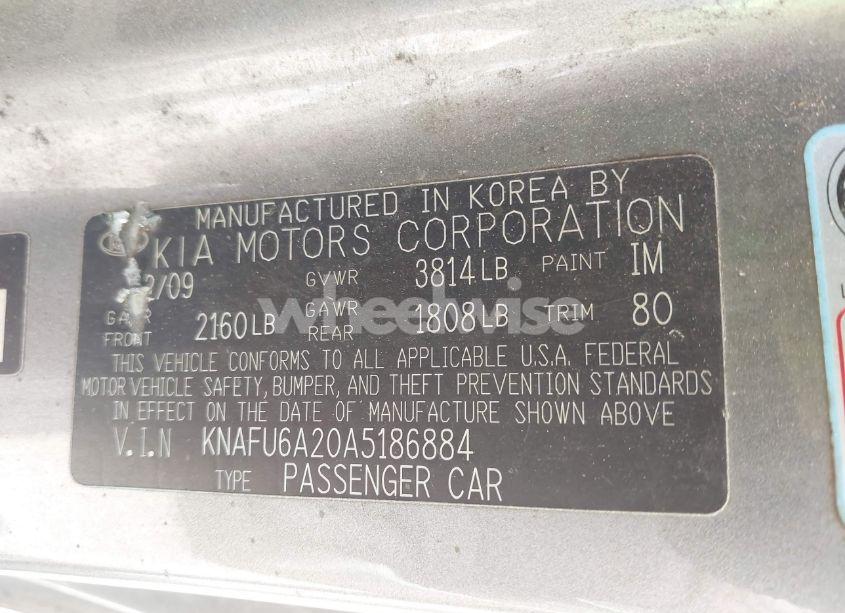 MANUFACTURED IN KOREA BY
KIA MOTORS CORPORATION
2/09 GVWR 3814 LB PAINT IM
GAWR FRONT 2160 LB GAWR REAR 1808 LB TRIM 80
THIS VEHICLE CONFORMS TO ALL APPLICABLE U.S.A. FEDERAL
MOTOR VEHICLE SAFETY, BUMPER, AND THEFT PREVENTION STANDARDS
IN EFFECT ON THE DATE OF MANUFACTURE SHOWN ABOVE
V.I.N KNAFU6A20A5186884
TYPE PASSENGER CAR
wheelwise